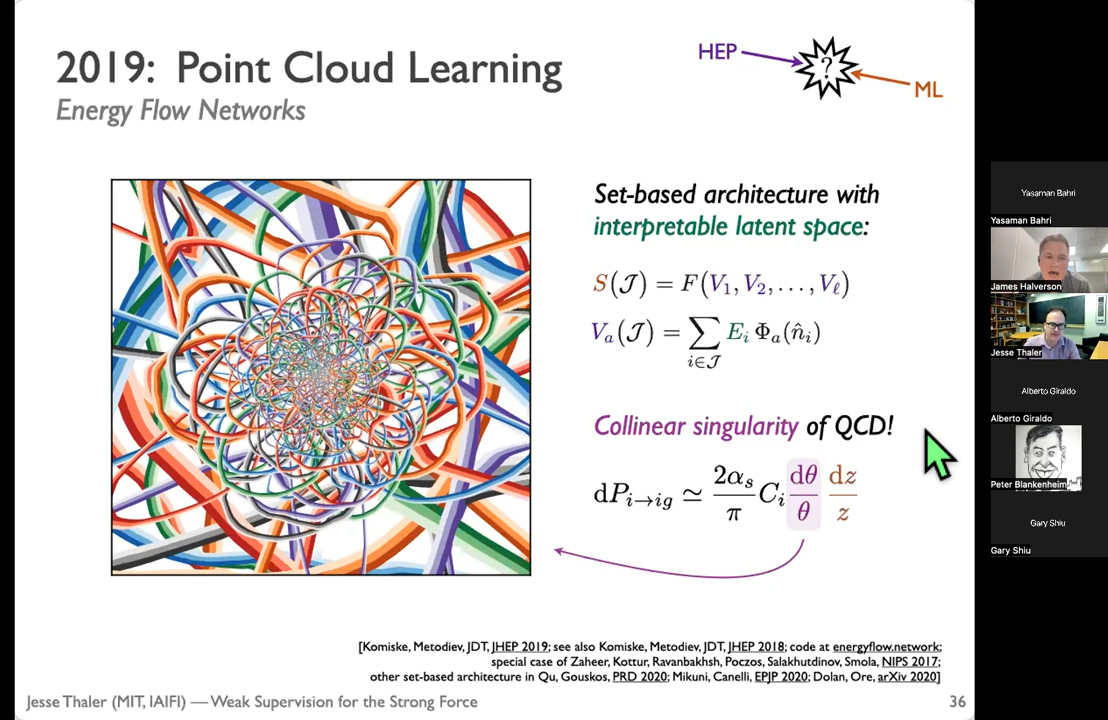 2019: Point Cloud Learning
Energy Flow Networks
HEP
?
ML
Set-based architecture with
interpretable latent space:
S(𝒥) = F(V₁, V₂, . . . , Vℓ)
Vₐ(𝒥) = ∑ Eᵢ Φₐ(n̂ᵢ)
i∈𝒥
Collinear singularity of QCD!
dPᵢ→ᵢg ≃ 2αₛ/π Cᵢ dθ/θ dz/z
[Komiske, Metodiev, JDT, JHEP 2019; see also Komiske, Metodiev, JDT, JHEP 2018; code at energyflow.network;
special case of Zaheer, Kottur, Ravanbakhsh, Poczos, Salakhutdinov, Smola, NIPS 2017;
other set-based architecture in Qu, Gouskos, PRD 2020; Mikuni, Canelli, EPJP 2020; Dolan, Ore, arXiv 2020]
Jesse Thaler (MIT, IAIFI) — Weak Supervision for the Strong Force
36
Yasaman Bahri
Yasaman Bahri
James Halverson
Jesse Thaler
Alberto Giraldo
Alberto Giraldo
Peter Blankenheim
Gary Shiu
Gary Shiu